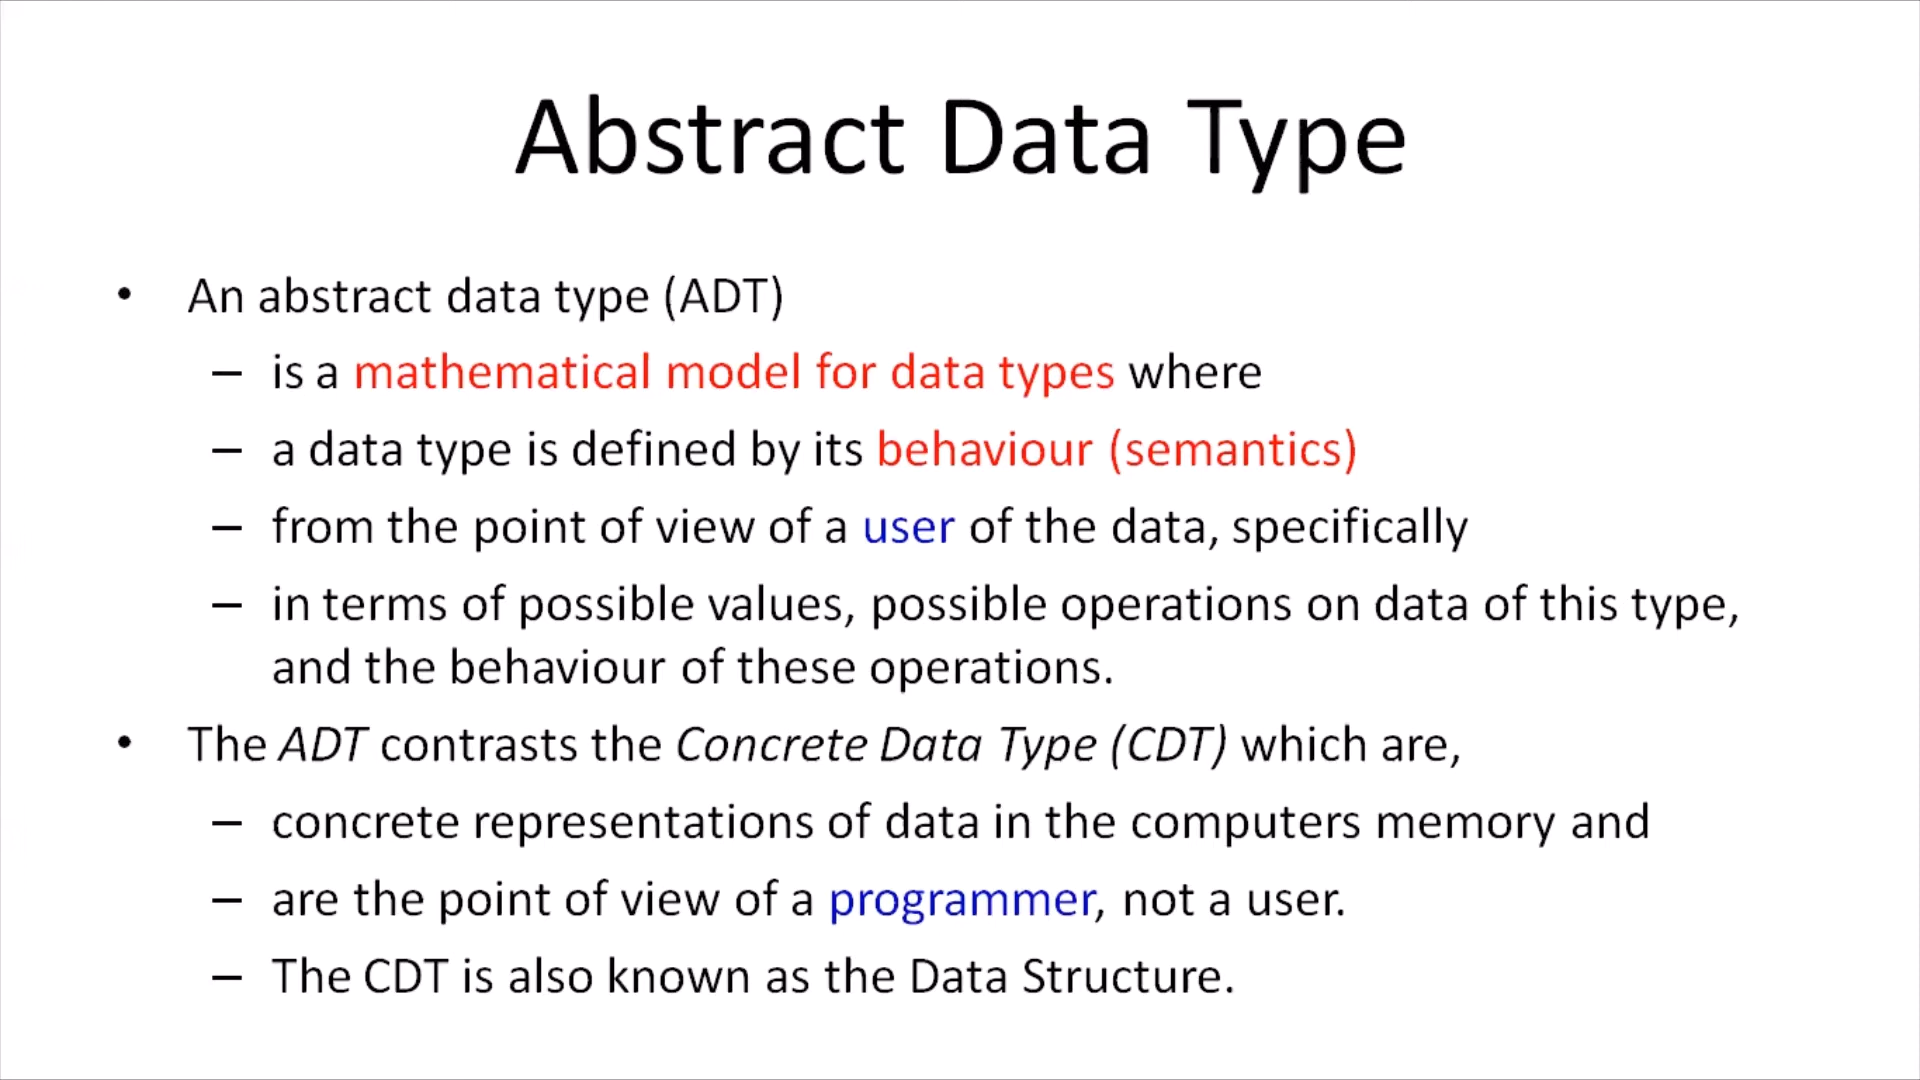 Abstract Data Type
• An abstract data type (ADT)
– is a mathematical model for data types where
– a data type is defined by its behaviour (semantics)
– from the point of view of a user of the data, specifically
– in terms of possible values, possible operations on data of this type,
and the behaviour of these operations.
• The ADT contrasts the Concrete Data Type (CDT) which are,
– concrete representations of data in the computers memory and
– are the point of view of a programmer, not a user.
– The CDT is also known as the Data Structure.